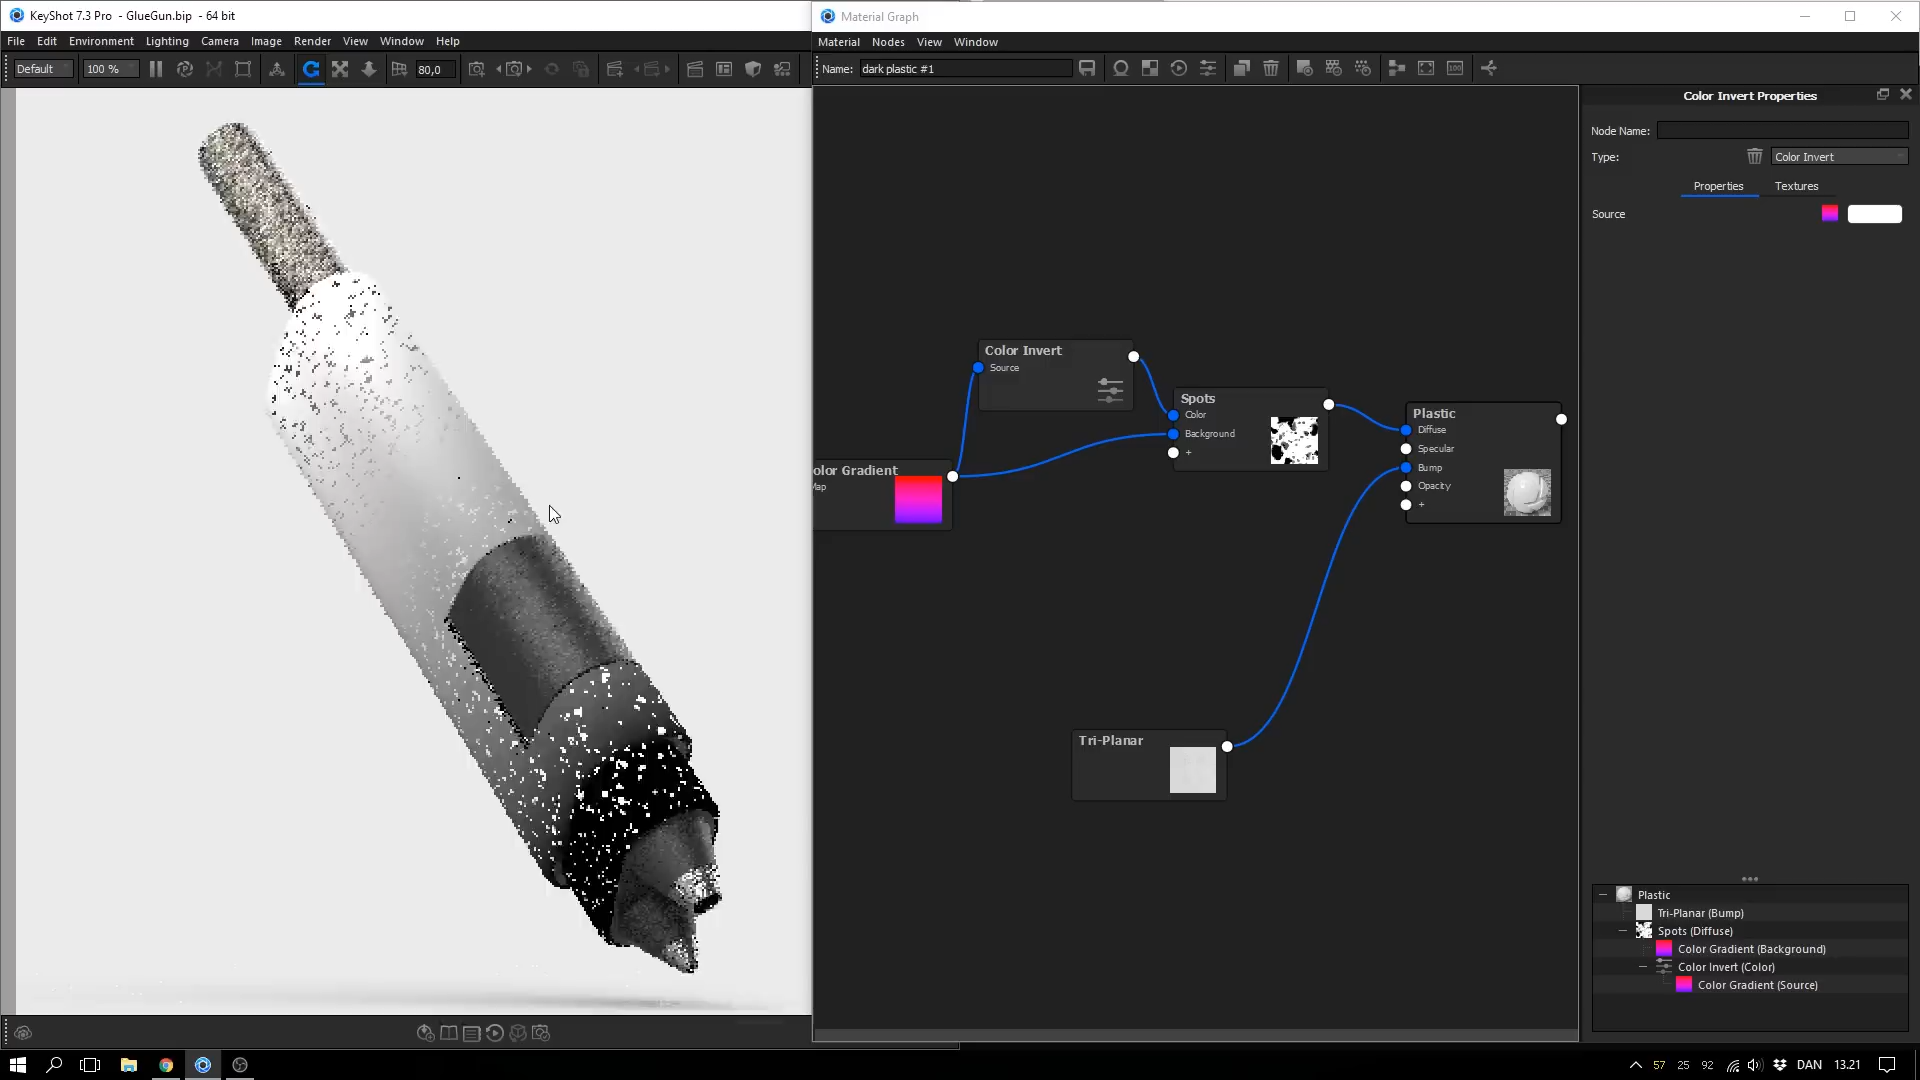 KeyShot 7.3 Pro - GlueGun.bip - 64 bit
File Edit Environment Lighting Camera Image Render View Window Help
Default 100 % 80,0
Material Graph
Material Nodes View Window
Name: dark plastic #1
Color Invert
Source
Spots
Color
Background
+
Plastic
Diffuse
Specular
Bump
Opacity
+
olor Gradient
Map
Tri-Planar
Color Invert Properties
Node Name:
Type: Color Invert
Properties Textures
Source
Plastic
Tri-Planar (Bump)
Spots (Diffuse)
Color Gradient (Background)
Color Invert (Color)
Color Gradient (Source)
57 25 92 DAN 13.21